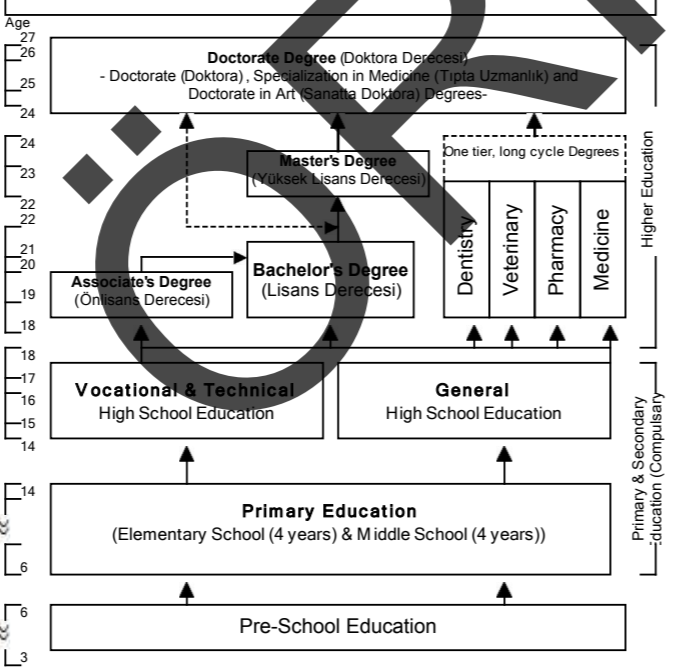 Age
27
26
25
24
Doctorate Degree (Doktora Derecesi)
- Doctorate (Doktora), Specialization in Medicine (Tıpta Uzmanlık) and
Doctorate in Art (Sanatta Doktora) Degrees-
24
23
22
22
21
20
19
18
Master's Degree
(Yüksek Lisans Derecesi)
One tier, long cycle Degrees
Dentistry
Veterinary
Pharmacy
Medicine
Higher Education
Associate's Degree
(Önlisans Derecesi)
Bachelor's Degree
(Lisans Derecesi)
18
17
16
15
14
Vocational & Technical
High School Education
General
High School Education
Primary & Secondary
Education (Compulsary
14
6
Primary Education
(Elementary School (4 years) & Middle School (4 years))
6
3
Pre-School Education
ÖR